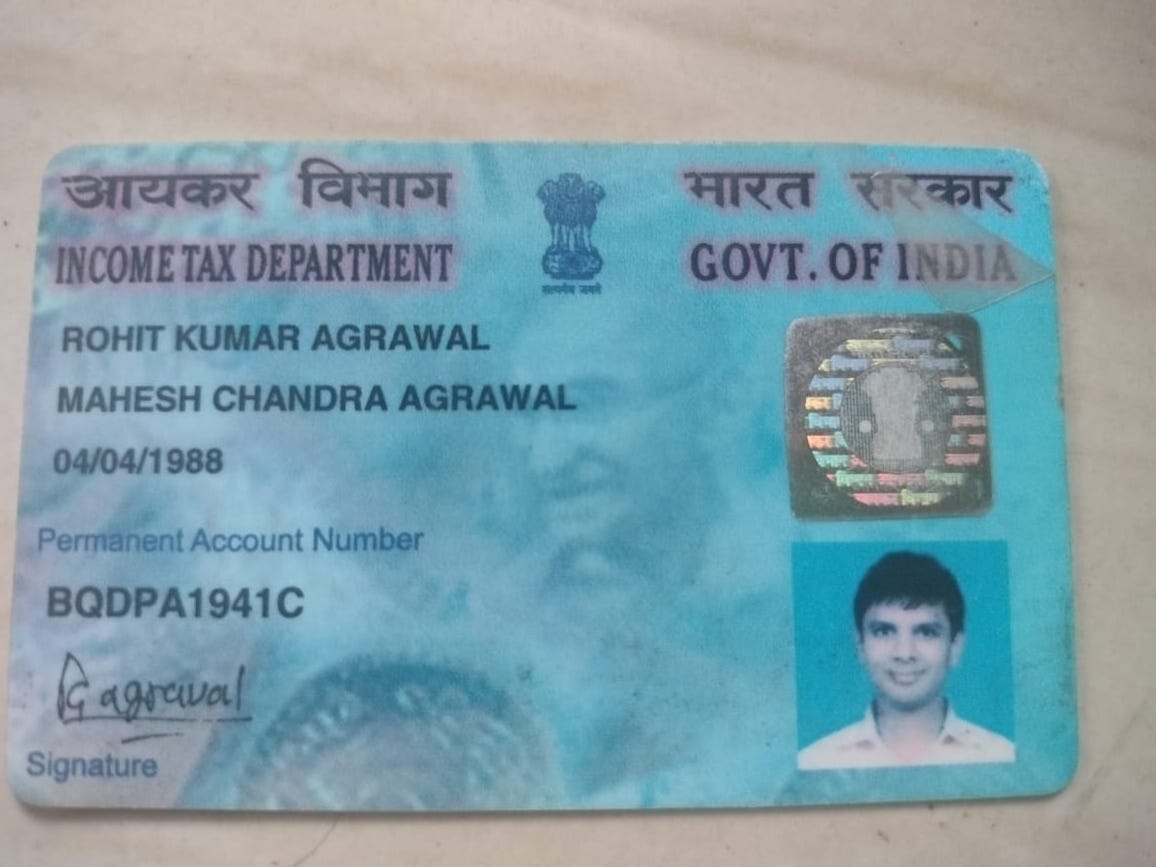 आयकर विभाग
भारत सरकार
INCOME TAX DEPARTMENT
GOVT. OF INDIA
सत्यमेव जयते
ROHIT KUMAR AGRAWAL
MAHESH CHANDRA AGRAWAL
04/04/1988
Permanent Account Number
BQDPA1941C
agrawal
Signature